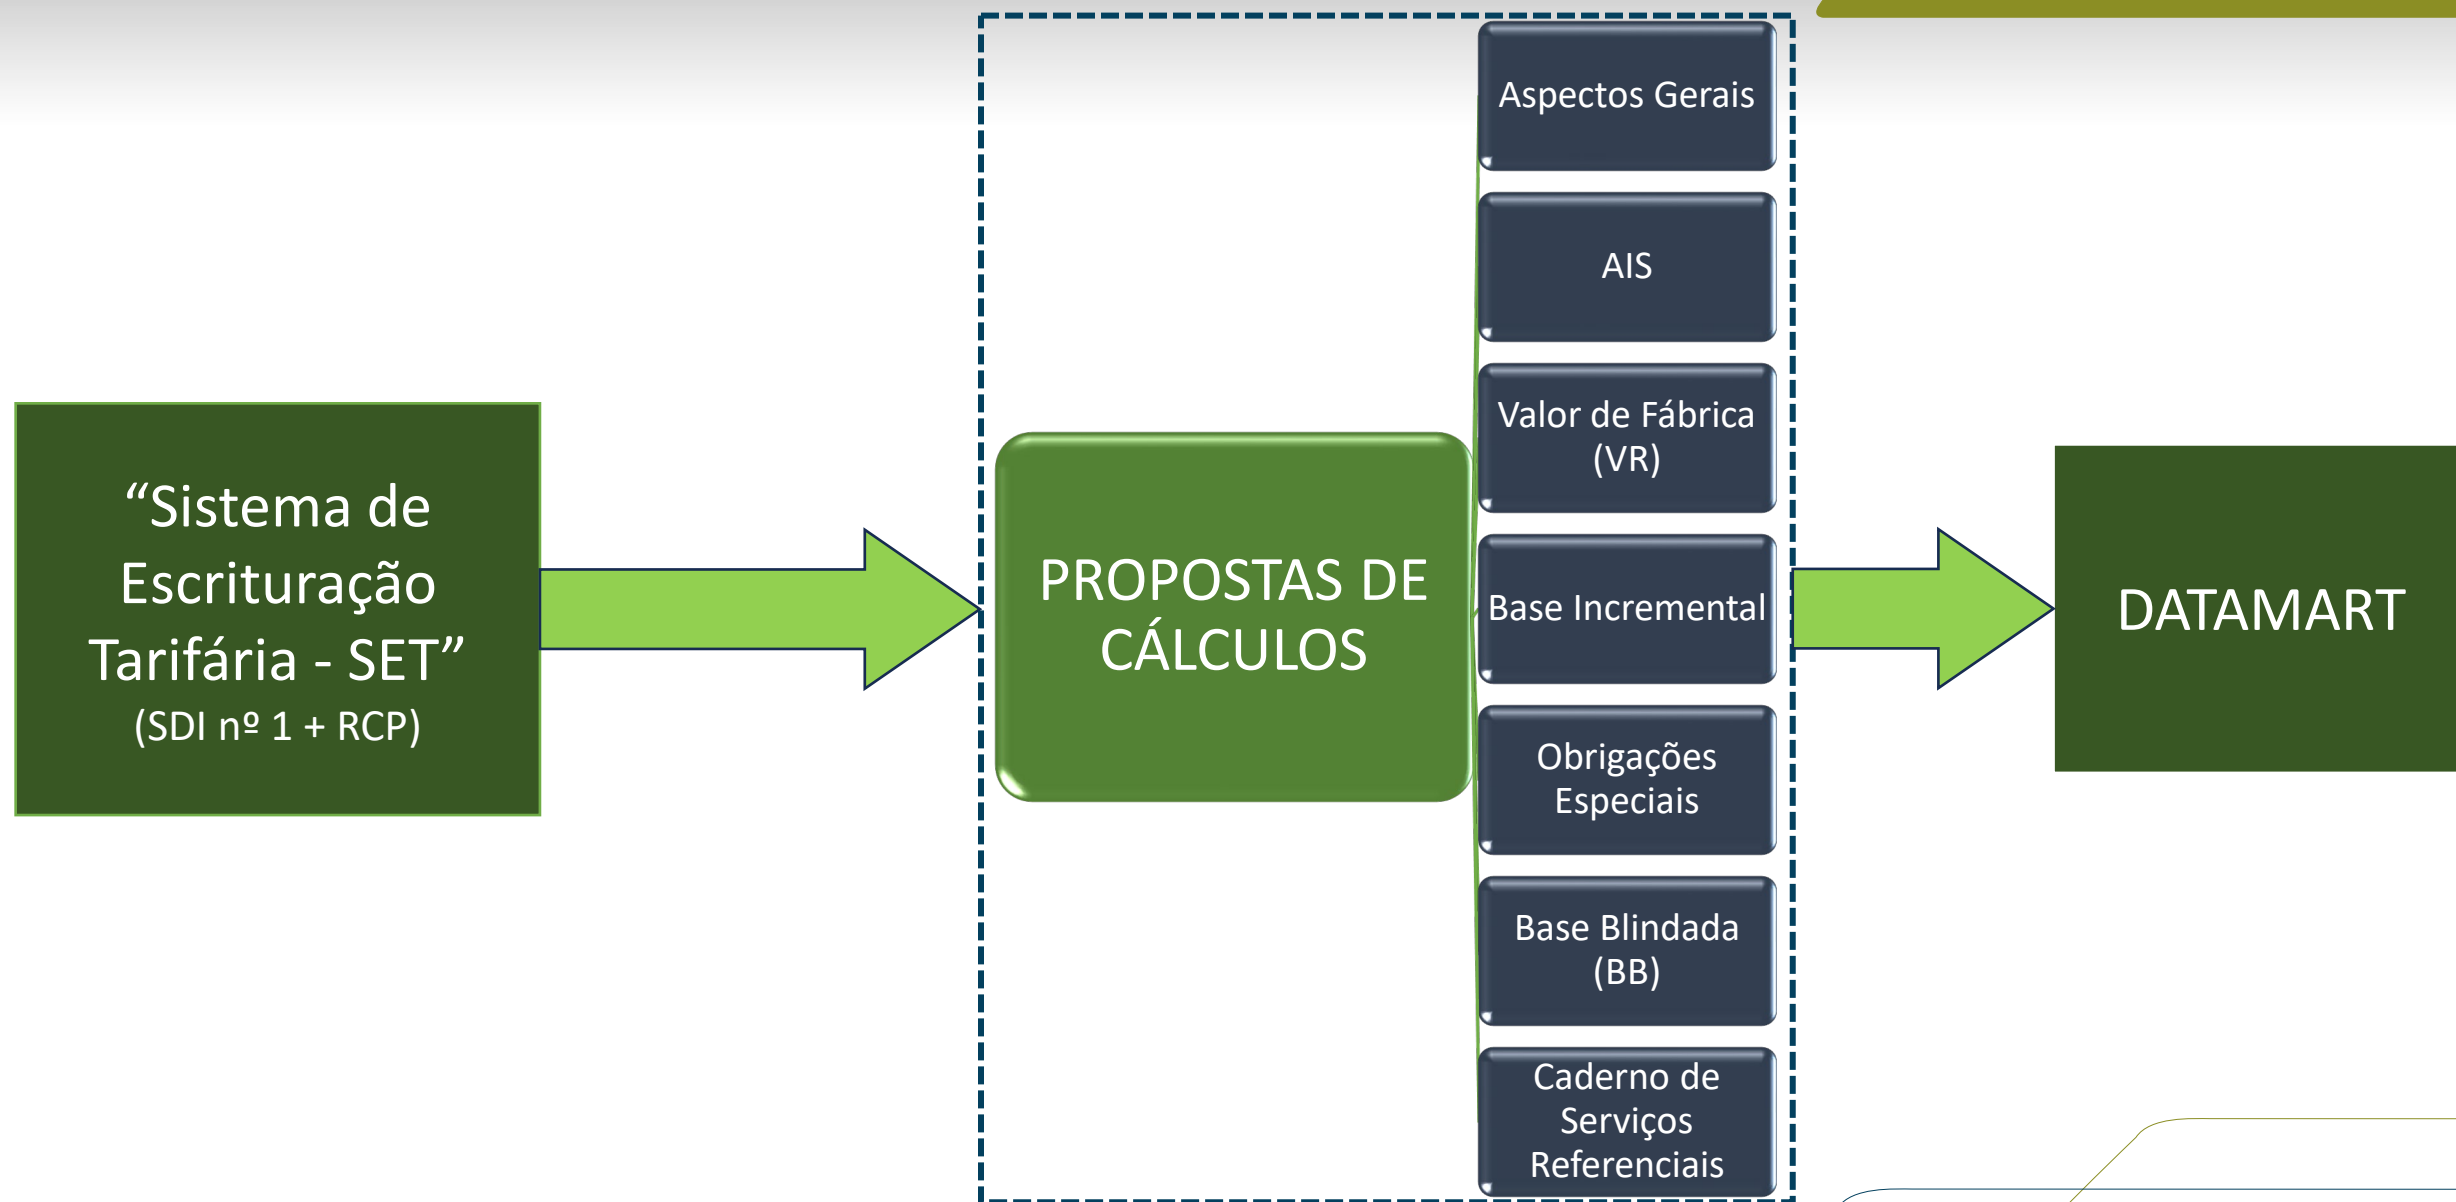 “Sistema de
Escrituração
Tarifária - SET”
(SDI nº 1 + RCP)
PROPOSTAS DE
CÁLCULOS
Aspectos Gerais
AIS
Valor de Fábrica
(VR)
Base Incremental
Obrigações
Especiais
Base Blindada
(BB)
Caderno de
Serviços
Referenciais
DATAMART